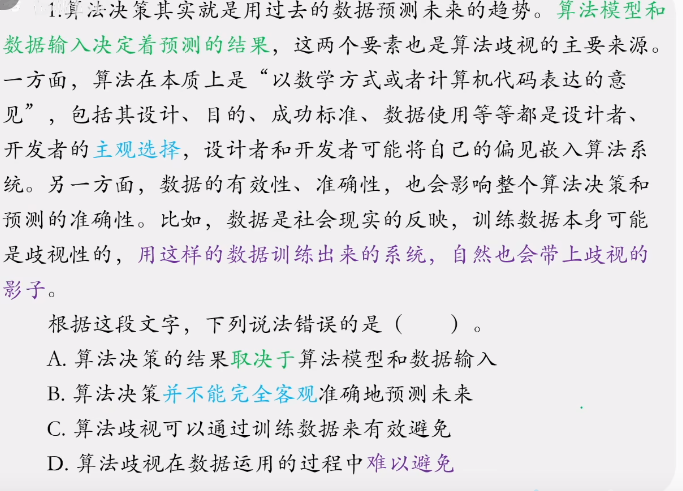 1.算法决策其实就是用过去的数据预测未来的趋势。算法模型和
数据输入决定着预测的结果，这两个要素也是算法歧视的主要来源。
一方面，算法在本质上是“以数学方式或者计算机代码表达的意
见”，包括其设计、目的、成功标准、数据使用等等都是设计者、
开发者的主观选择，设计者和开发者可能将自己的偏见嵌入算法系
统。另一方面，数据的有效性、准确性，也会影响整个算法决策和
预测的准确性。比如，数据是社会现实的反映，训练数据本身可能
是歧视性的，用这样的数据训练出来的系统，自然也会带上歧视的
影子。
根据这段文字，下列说法错误的是（　　）。
A. 算法决策的结果取决于算法模型和数据输入
B. 算法决策并不能完全客观准确地预测未来
C. 算法歧视可以通过训练数据来有效避免
D. 算法歧视在数据运用的过程中难以避免